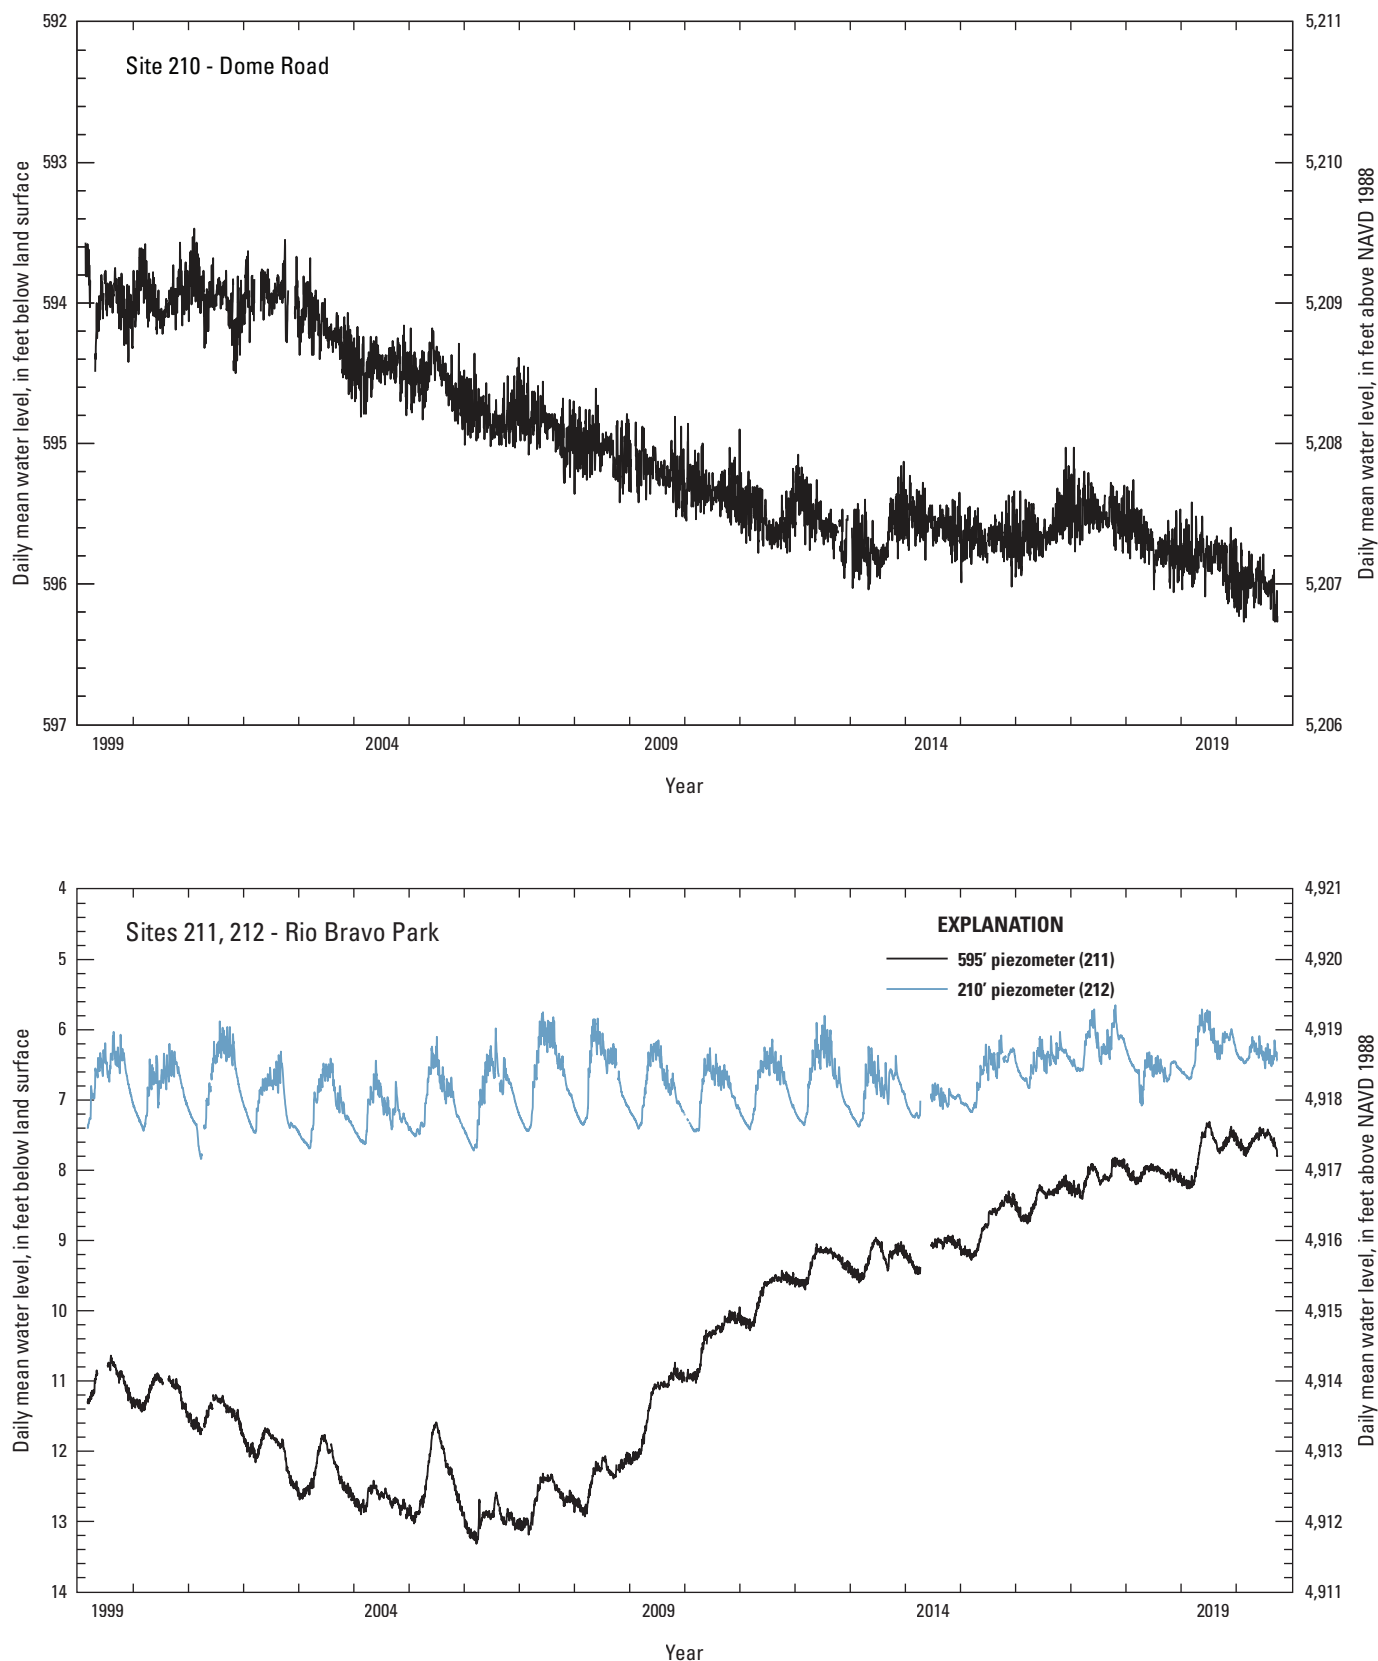 Site 210 - Dome Road
Daily mean water level, in feet below land surface
592
593
594
595
596
597
5,211
5,210
5,209
5,208
5,207
5,206
Daily mean water level, in feet above NAVD 1988
1999 2004 2009 2014 2019
Year
Sites 211, 212 - Rio Bravo Park
EXPLANATION
595’ piezometer (211)
210’ piezometer (212)
Daily mean water level, in feet below land surface
4
5
6
7
8
9
10
11
12
13
14
4,921
4,920
4,919
4,918
4,917
4,916
4,915
4,914
4,913
4,912
4,911
Daily mean water level, in feet above NAVD 1988
1999 2004 2009 2014 2019
Year